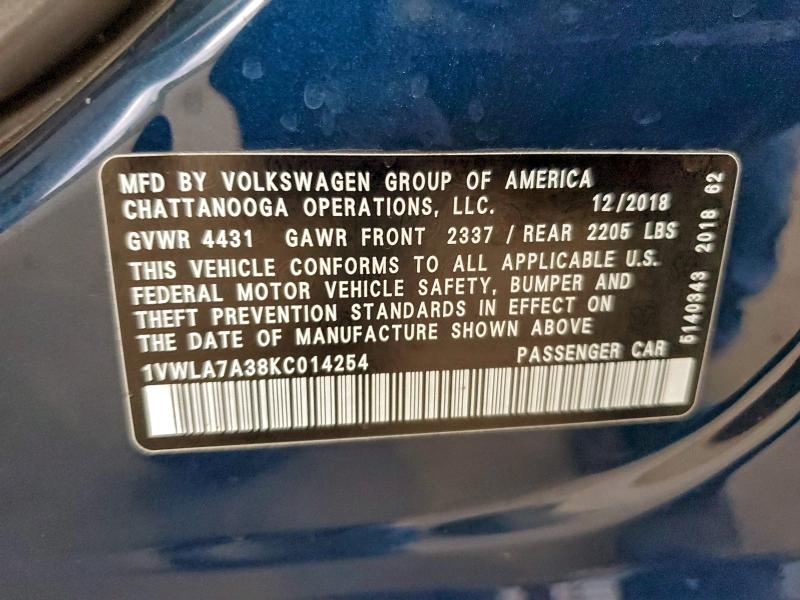 MFD BY VOLKSWAGEN GROUP OF AMERICA
CHATTANOOGA OPERATIONS, LLC. 12/2018
GVWR 4431 GAWR FRONT 2337 / REAR 2205 LBS
THIS VEHICLE CONFORMS TO ALL APPLICABLE U.S.
FEDERAL MOTOR VEHICLE SAFETY, BUMPER AND
THEFT PREVENTION STANDARDS IN EFFECT ON
THE DATE OF MANUFACTURE SHOWN ABOVE
1VWLA7A38KC014254 PASSENGER CAR
5140343 2018 62